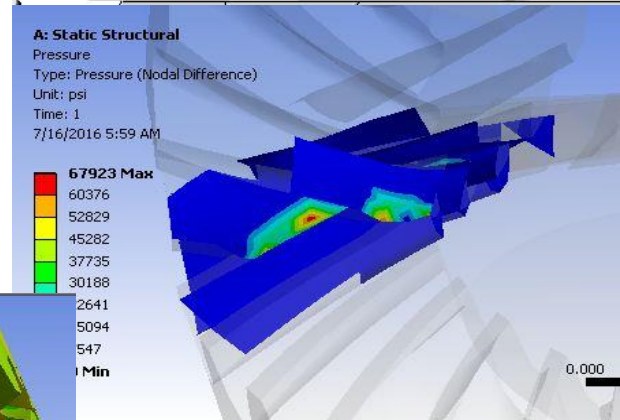 A: Static Structural
Pressure
Type: Pressure (Nodal Difference)
Unit: psi
Time: 1
7/16/2016 5:59 AM
67923 Max
60376
52829
45282
37735
30188
2641
5094
547
Min
0.000